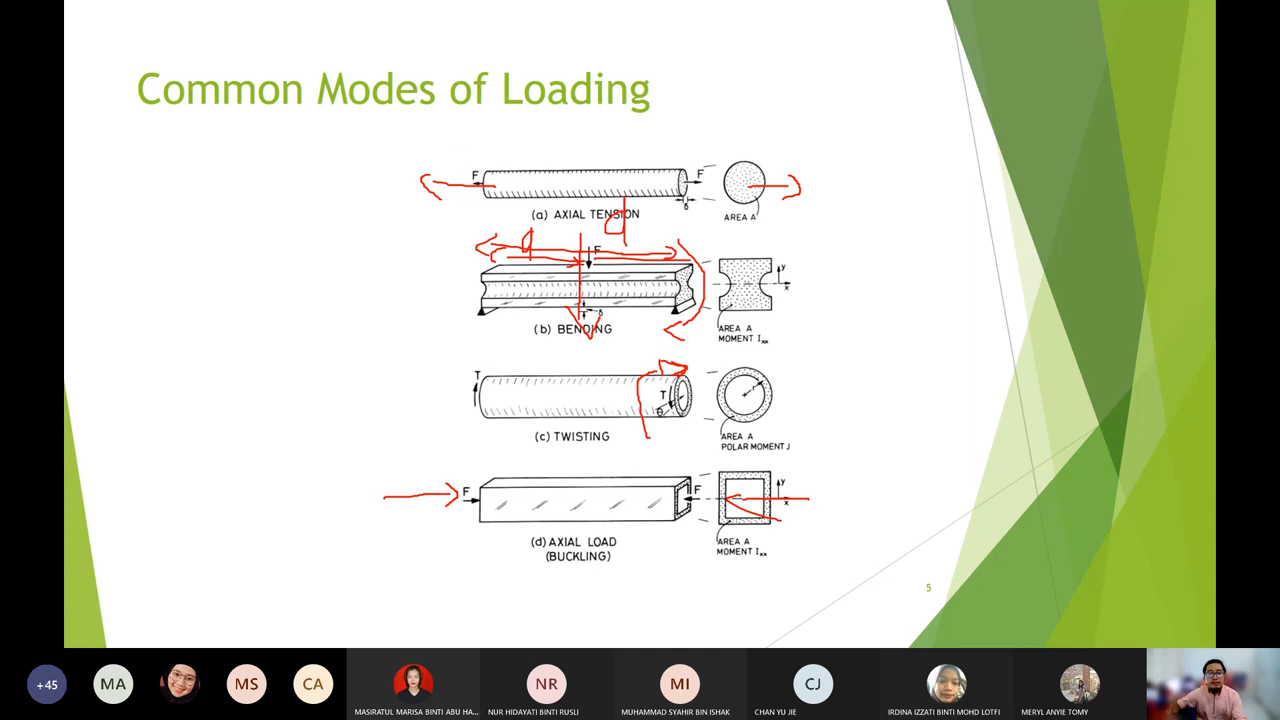 Common Modes of Loading
F
F
δ
(a) AXIAL TENSION
AREA A
d
d
F
y
x
δ
(b) BENDING
AREA A
MOMENT Ixx
T
T
θ
r
(c) TWISTING
AREA A
POLAR MOMENT J
F
F
y
x
(d) AXIAL LOAD
(BUCKLING)
AREA A
MOMENT Ixx
5
+45
MA
MS
CA
NR
MI
CJ
MASIRATUL MARISA BINTI ABU HA...
NUR HIDAYATI BINTI RUSLI
MUHAMMAD SYAHIR BIN ISHAK
CHAN YU JIE
IRDINA IZZATI BINTI MOHD LOTFI
MERYL ANYIE TOMY